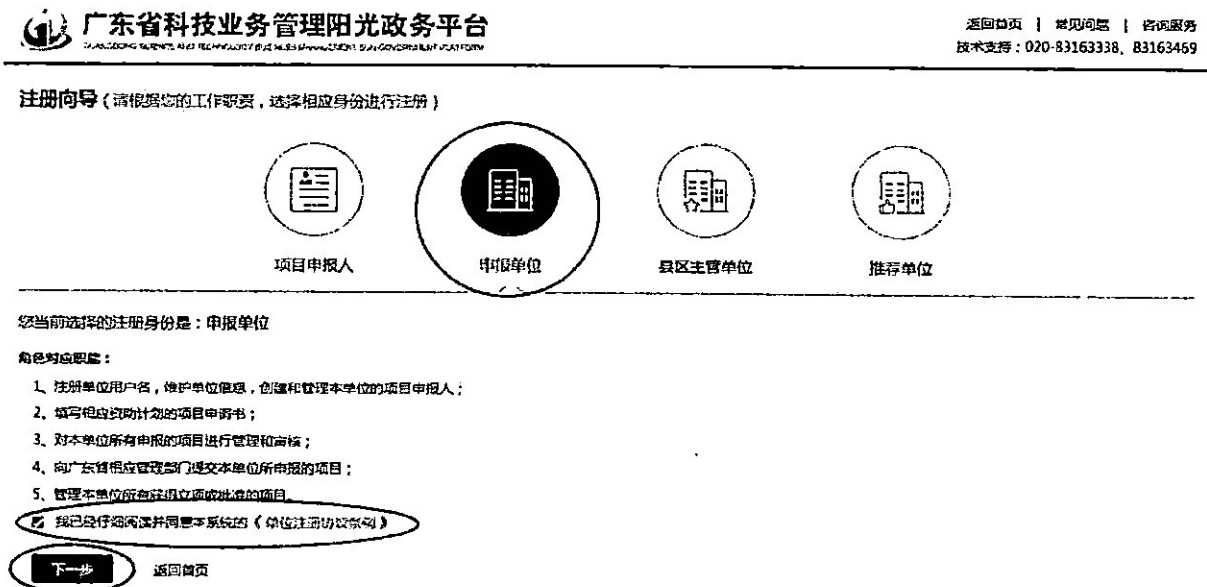 广东省科技业务管理阳光政务平台
返回首页 | 常见问题 | 咨询服务
技术支持：020-83163338、83163469
注册向导（请根据您的工作职责，选择相应身份进行注册）
项目申报人
申报单位
县区主管单位
推荐单位
您当前选择的注册身份是：申报单位
角色对应职能：
1、注册单位用户名，维护单位信息，创建和管理本单位的项目申报人；
2、填写相应资助计划的项目申请书；
3、对本单位所有申报的项目进行管理和审核；
4、向广东省相应管理部门提交本单位所申报的项目；
5、管理本单位所有获得立项或批准的项目。
我已经仔细阅读并同意本系统的《单位注册协议条例》
下一步
返回首页